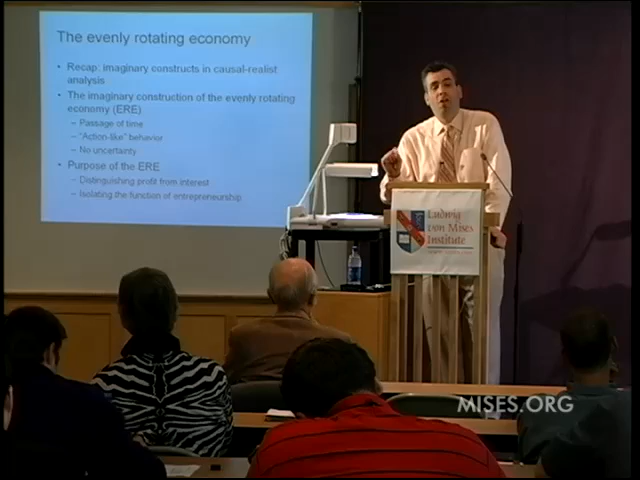 The evenly rotating economy
• Recap: imaginary constructs in causal-realist
analysis
• The imaginary construction of the evenly rotating
economy (ERE)
– Passage of time
– "Action-like" behavior
– No uncertainty
• Purpose of the ERE
– Distinguishing profit from interest
– Isolating the function of entrepreneurship
Ludwig
von Mises
Institute
MISES.ORG